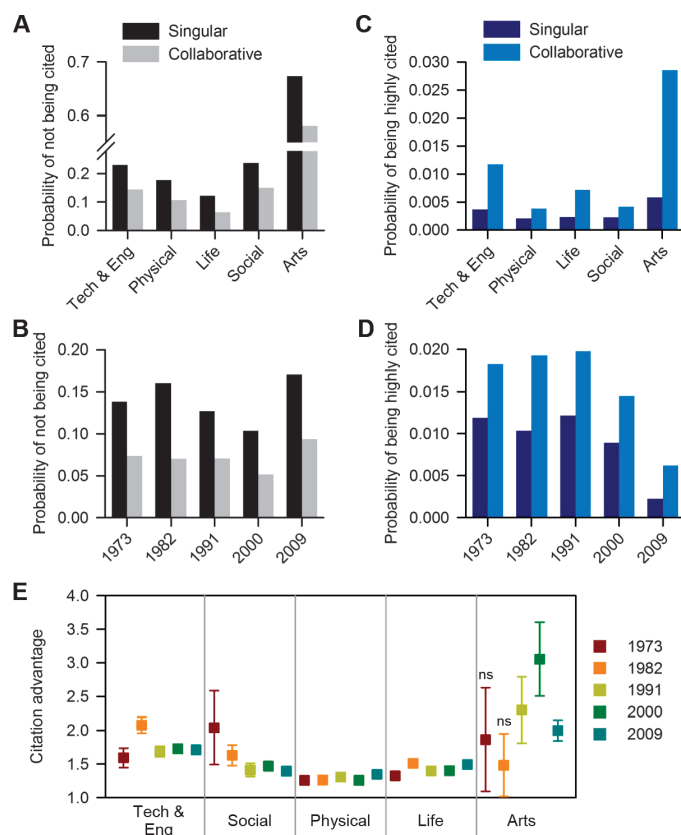 A
Singular
Collaborative
Probability of not being cited
0.7
0.6
0.2
0.1
0.0
Tech & Eng
Physical
Life
Social
Arts
C
Singular
Collaborative
Probability of being highly cited
0.030
0.025
0.020
0.015
0.010
0.005
0.000
Tech & Eng
Physical
Life
Social
Arts
B
Probability of not being cited
0.20
0.15
0.10
0.05
0.00
1973
1982
1991
2000
2009
D
Probability of being highly cited
0.020
0.015
0.010
0.005
0.000
1973
1982
1991
2000
2009
E
Citation advantage
4.0
3.5
3.0
2.5
2.0
1.5
1.0
ns
ns
Tech &
Eng
Social
Physical
Life
Arts
1973
1982
1991
2000
2009